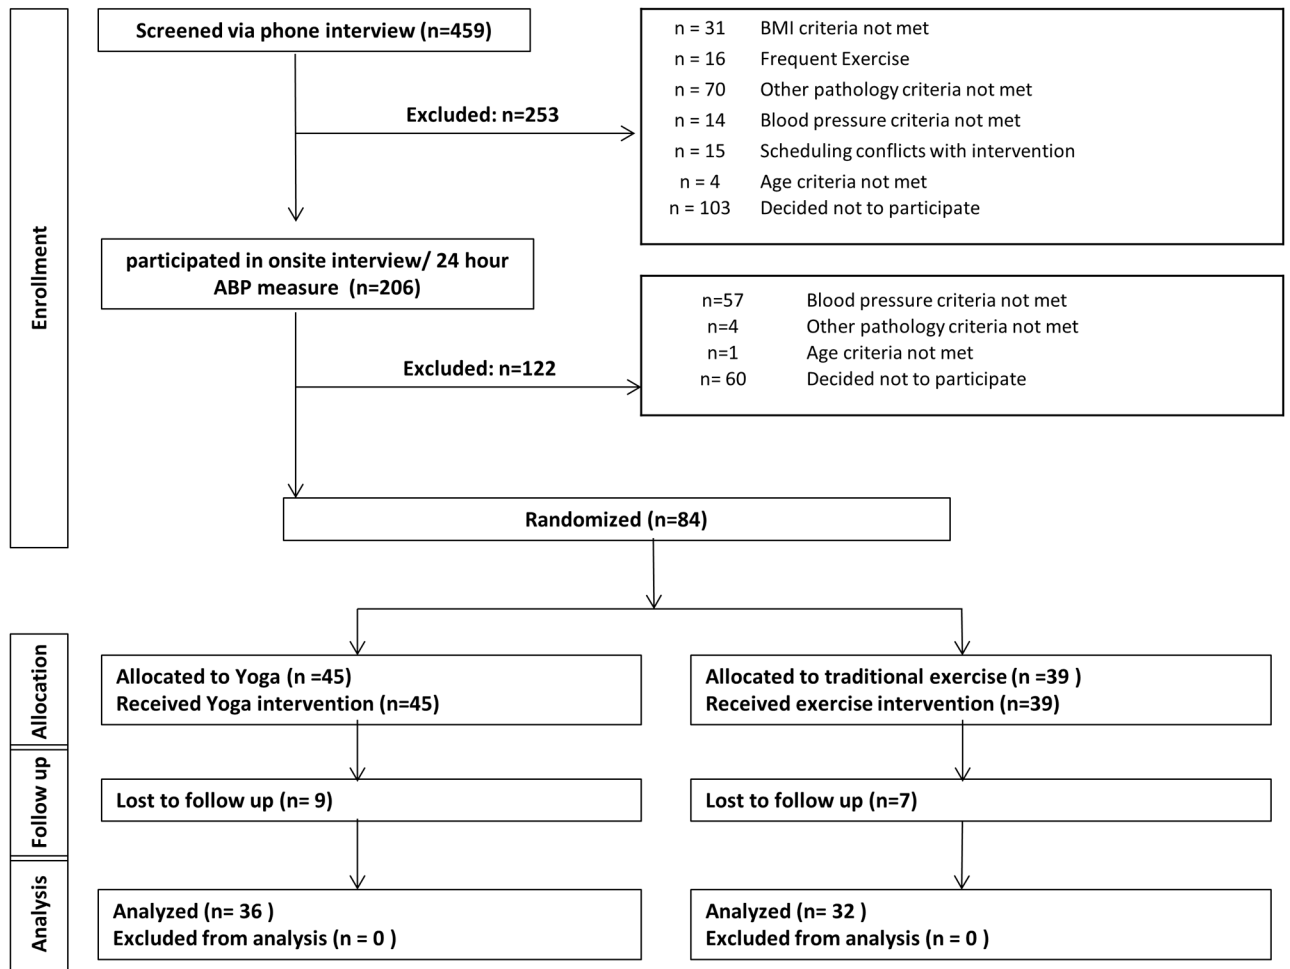 Enrollment
Screened via phone interview (n=459)
Excluded: n=253
n = 31 BMI criteria not met
n = 16 Frequent Exercise
n = 70 Other pathology criteria not met
n = 14 Blood pressure criteria not met
n = 15 Scheduling conflicts with intervention
n = 4 Age criteria not met
n = 103 Decided not to participate
participated in onsite interview/ 24 hour
ABP measure (n=206)
Excluded: n=122
n=57 Blood pressure criteria not met
n=4 Other pathology criteria not met
n=1 Age criteria not met
n= 60 Decided not to participate
Randomized (n=84)
Allocation
Allocated to Yoga (n =45)
Received Yoga intervention (n=45)
Allocated to traditional exercise (n =39 )
Received exercise intervention (n=39)
Follow up
Lost to follow up (n= 9)
Lost to follow up (n=7)
Analysis
Analyzed (n= 36 )
Excluded from analysis (n = 0 )
Analyzed (n= 32 )
Excluded from analysis (n = 0 )